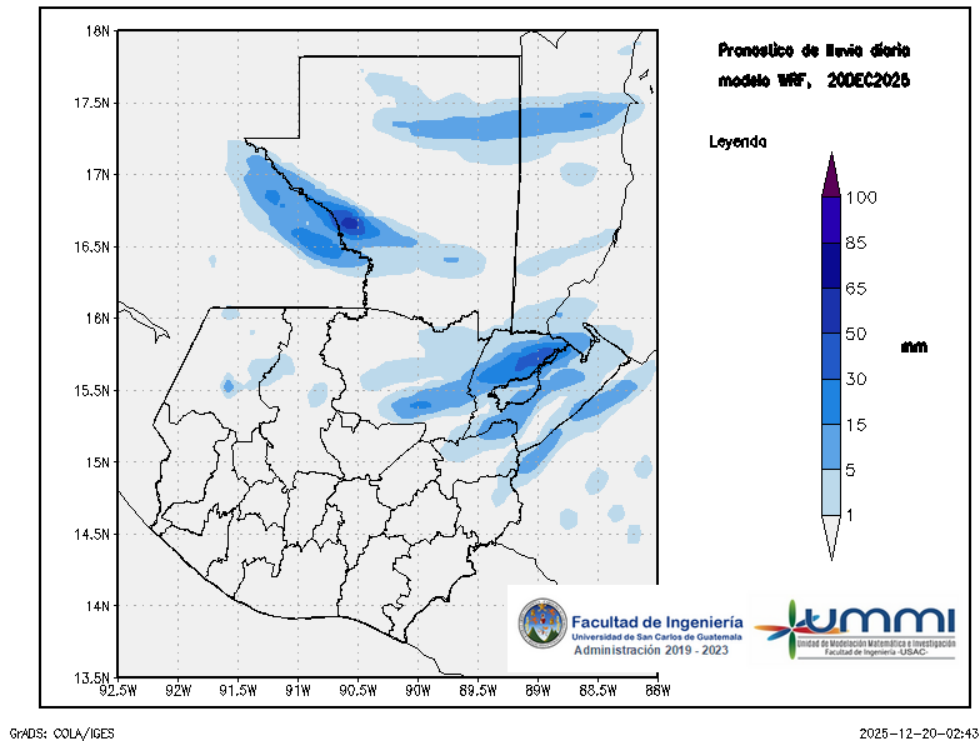 Pronostico de lluvia diaria
modelo WRF, 20DEC2025
Leyenda
100
85
65
50
30
15
5
1
mm
18N
17.5N
17N
16.5N
16N
15.5N
15N
14.5N
14N
13.5N
92.5W 92W 91.5W 91W 90.5W 90W 89.5W 89W 88.5W 88W
Facultad de Ingeniería
Universidad de San Carlos de Guatemala
Administración 2019 - 2023
UMMI
Unidad de Modelación Matemática e Investigación
Facultad de Ingeniería -USAC-
GrADS: COLA/IGES
2025-12-20-02:43